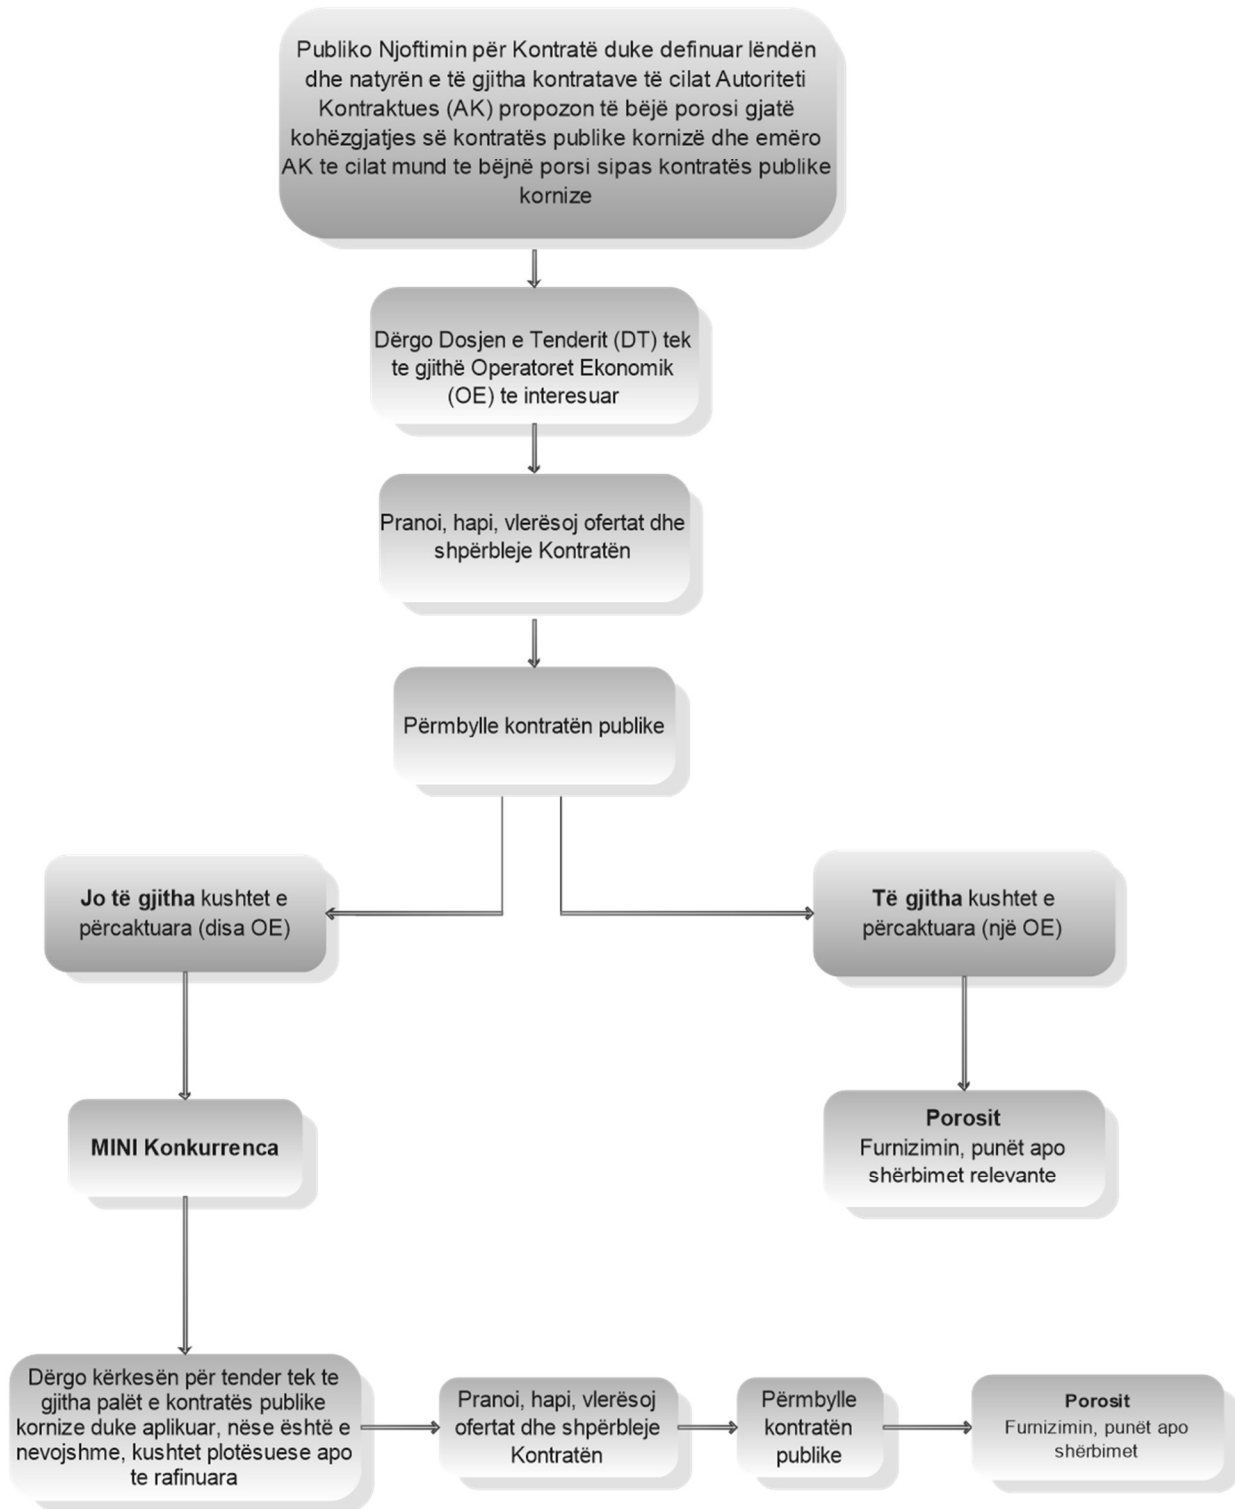 Publiko Njoftimin për Kontratë duke definuar lëndën
dhe natyrën e të gjitha kontratave të cilat Autoriteti
Kontraktues (AK) propozon të bëjë porosi gjatë
kohëzgjatjes së kontratës publike kornizë dhe emëro
AK te cilat mund te bëjnë porsi sipas kontratës publike
kornize
Dërgo Dosjen e Tenderit (DT) tek
te gjithë Operatoret Ekonomik
(OE) te interesuar
Pranoi, hapi, vlerësoj ofertat dhe
shpërbleje Kontratën
Përmbylle kontratën publike
Jo të gjitha kushtet e
përcaktuara (disa OE)
Të gjitha kushtet e
përcaktuara (një OE)
MINI Konkurrenca
Porosit
Furnizimin, punët apo
shërbimet relevante
Dërgo kërkesën për tender tek te
gjitha palët e kontratës publike
kornize duke aplikuar, nëse është e
nevojshme, kushtet plotësuese apo
te rafinuara
Pranoi, hapi, vlerësoj
ofertat dhe shpërbleje
Kontratën
Përmbylle
kontratën
publike
Porosit
Furnizimin, punët apo
shërbimet